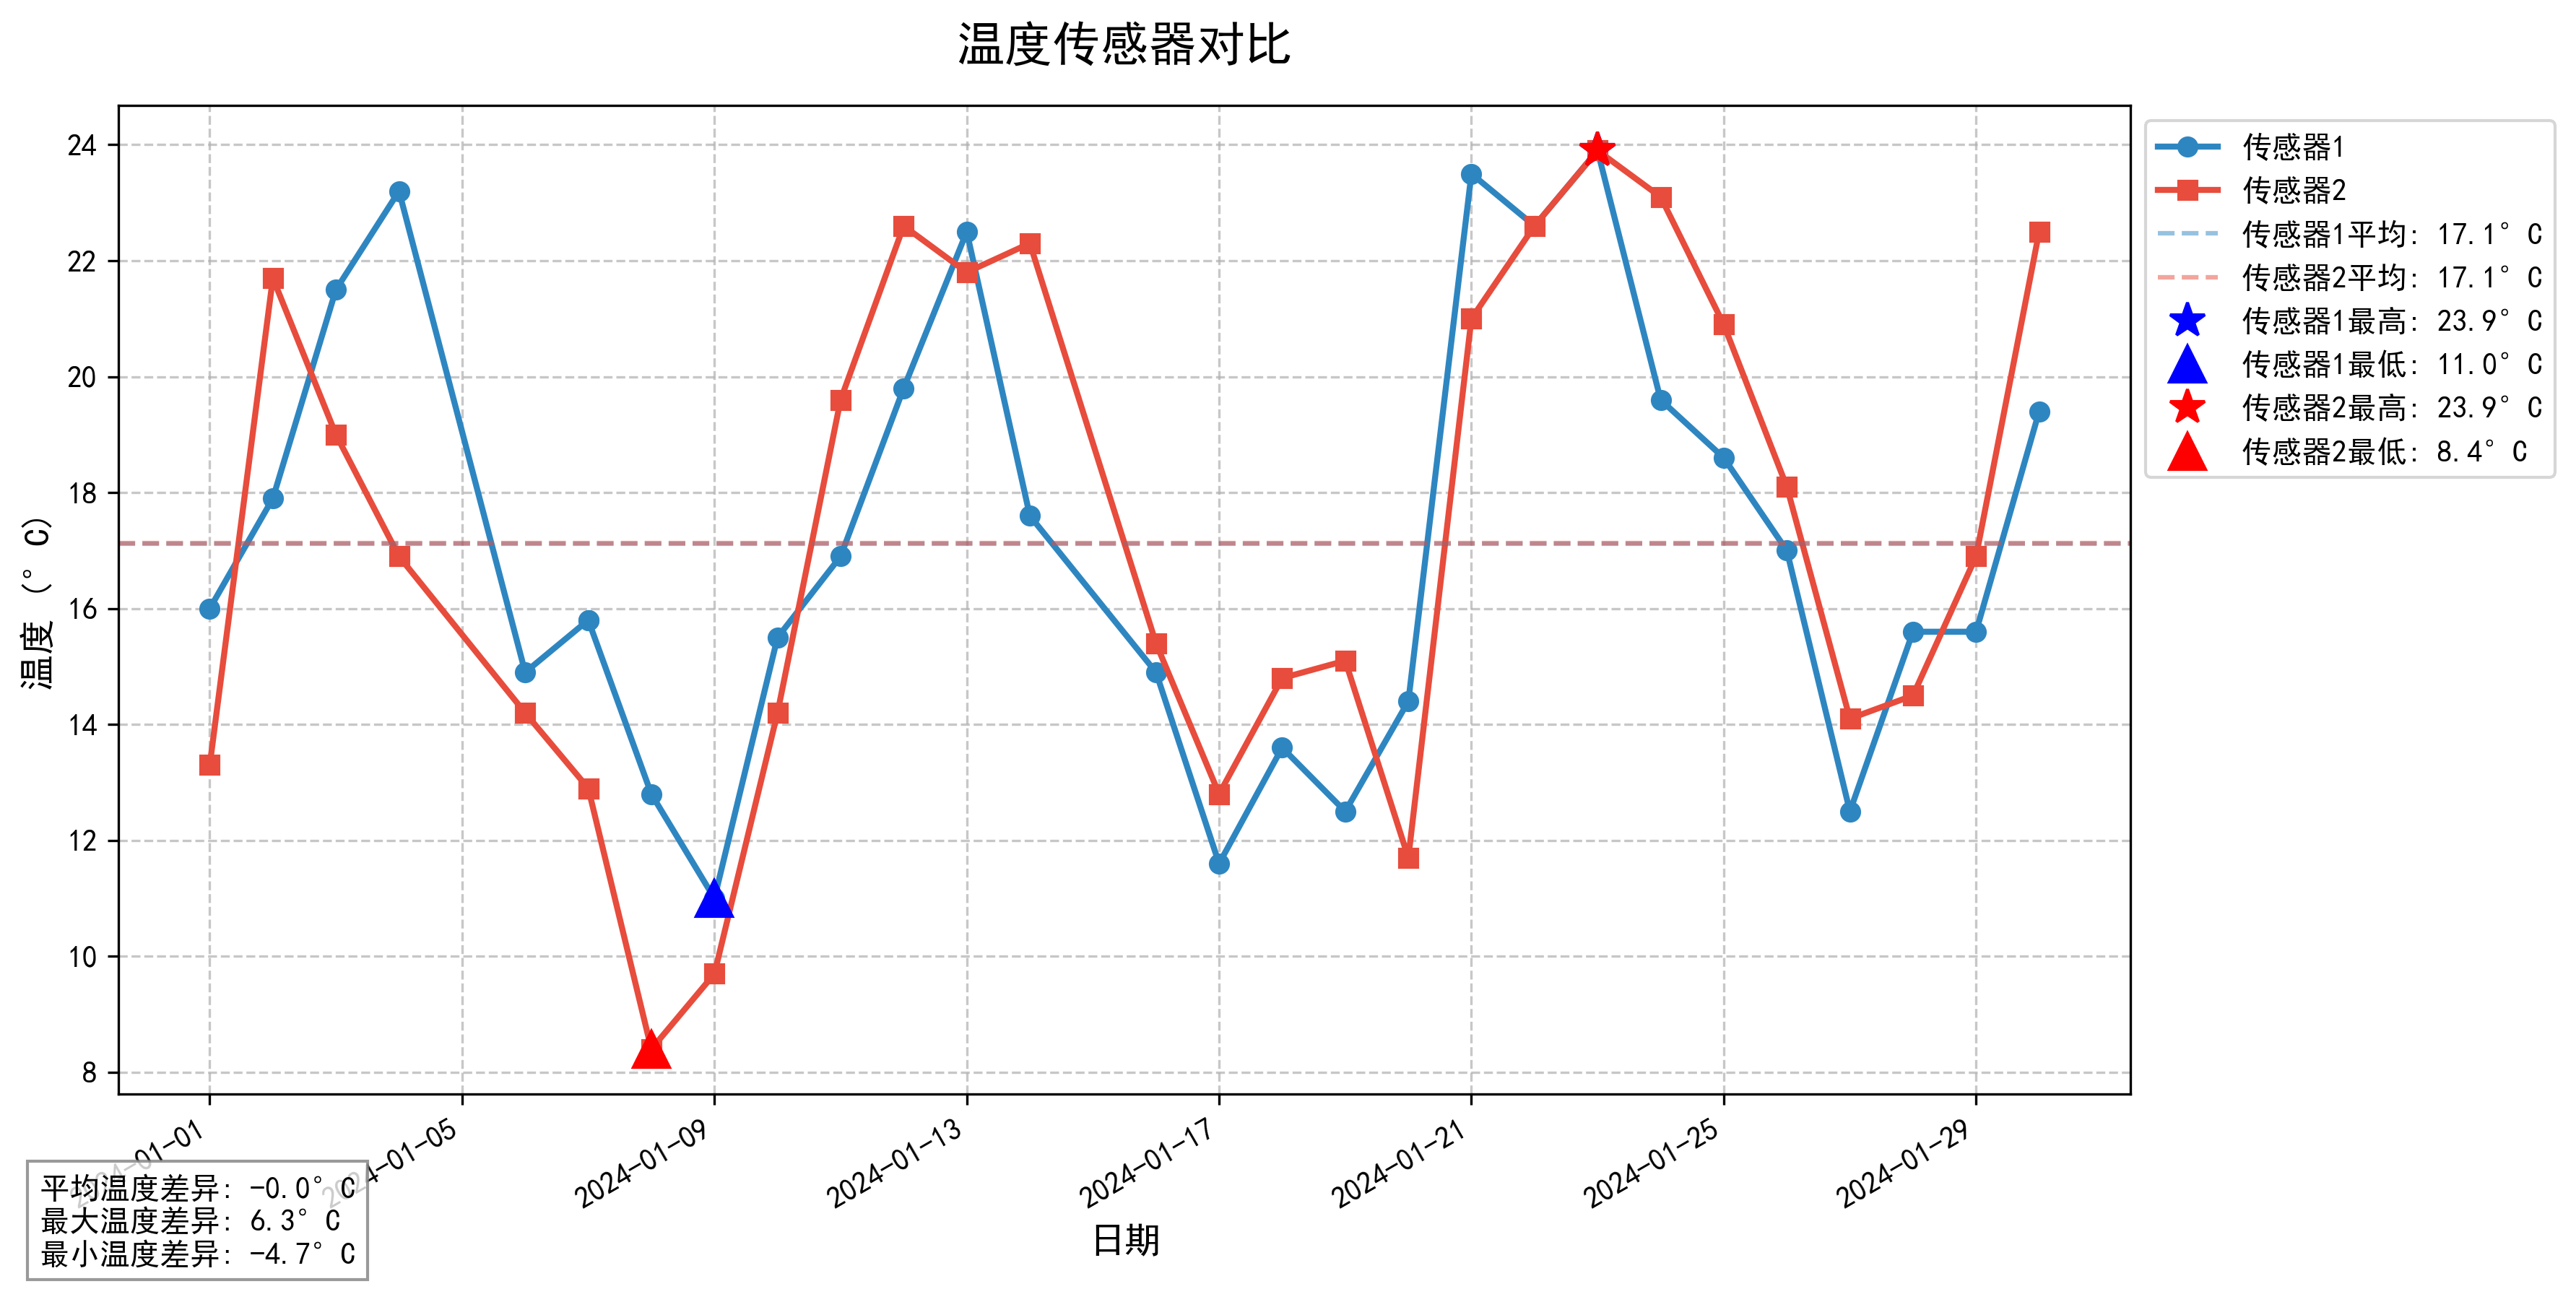 温度传感器对比
24
22
20
18
16
14
12
10
8
温度 (°C)
传感器1
传感器2
传感器1平均: 17.1°C
传感器2平均: 17.1°C
传感器1最高: 23.9°C
传感器1最低: 11.0°C
传感器2最高: 23.9°C
传感器2最低: 8.4°C
2024-01-01
2024-01-05
2024-01-09
2024-01-13
2024-01-17
2024-01-21
2024-01-25
2024-01-29
日期
平均温度差异: -0.0°C
最大温度差异: 6.3°C
最小温度差异: -4.7°C